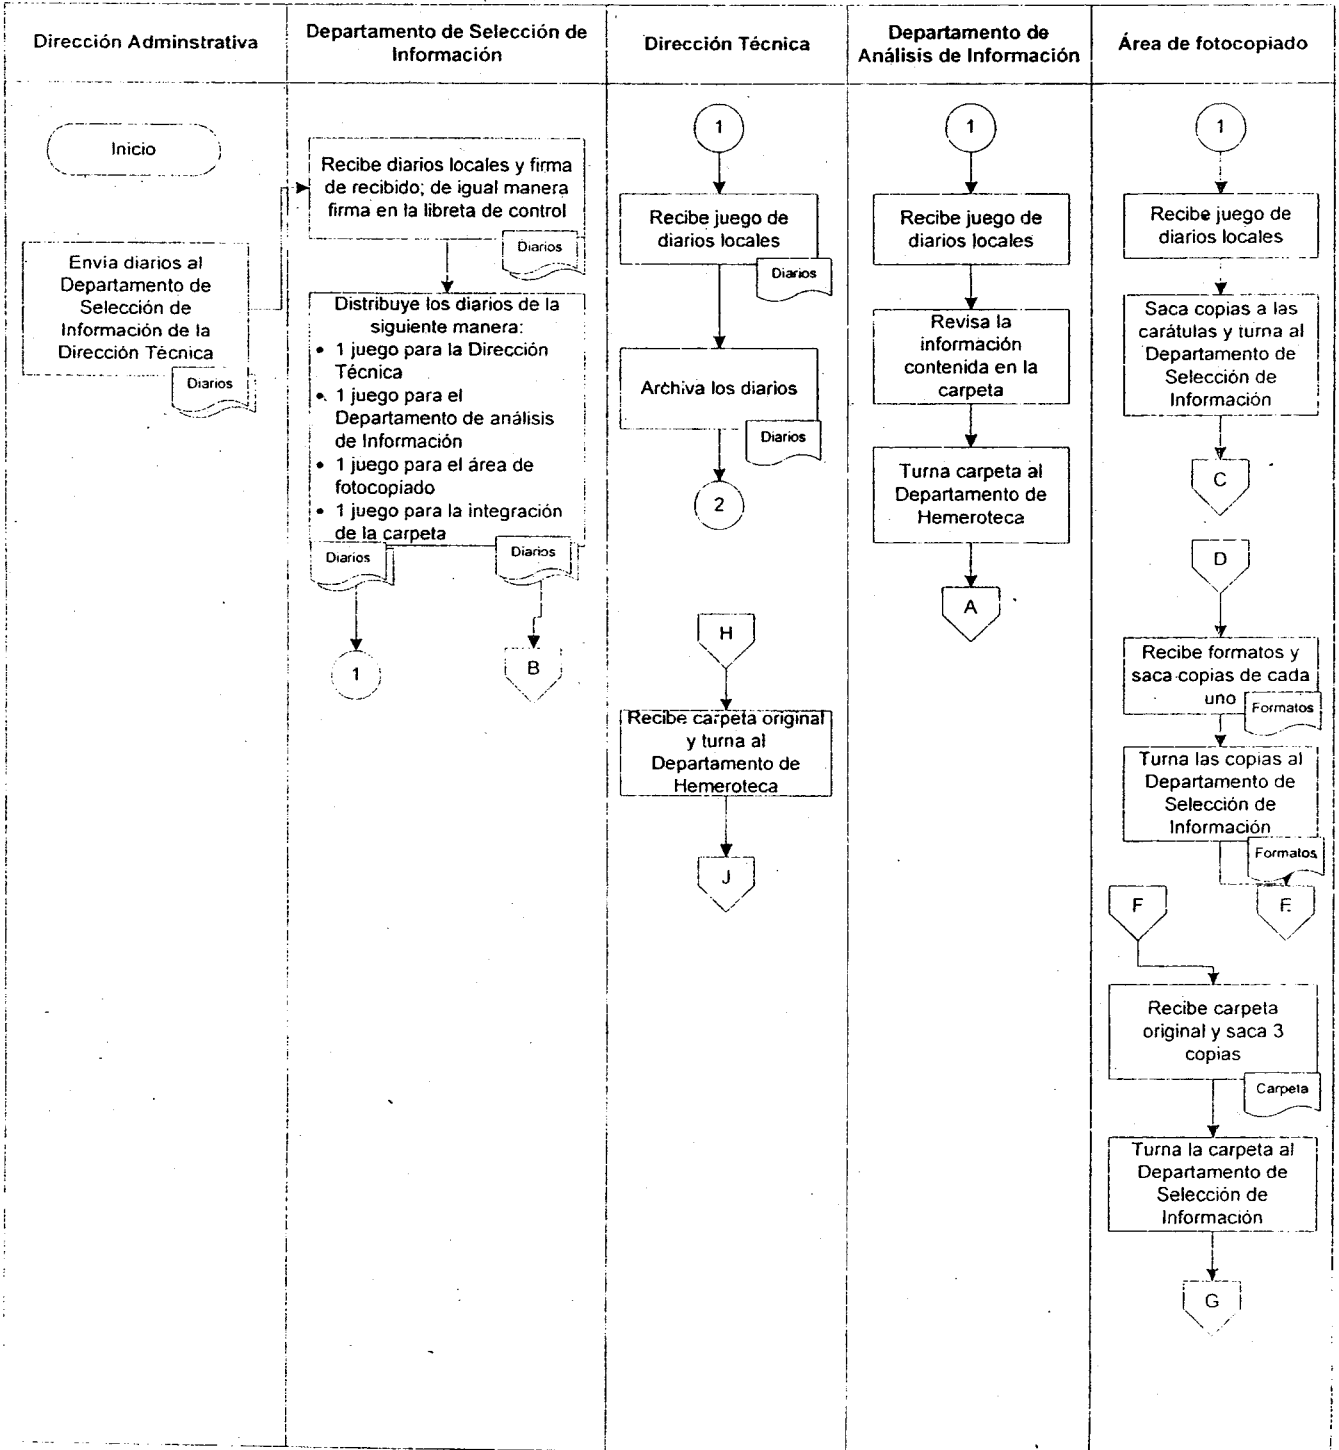 Dirección Adminstrativa
Departamento de Selección de
Información
Dirección Técnica
Departamento de
Análisis de Información
Área de fotocopiado
Inicio
Envia diarios al
Departamento de
Selección de
Información de la
Dirección Técnica
Diarios
Recibe diarios locales y firma
de recibido; de igual manera
firma en la libreta de control
Diarios
Distribuye los diarios de la
siguiente manera:
• 1 juego para la Dirección
Técnica
• 1 juego para el
Departamento de análisis
de Información
• 1 juego para el área de
fotocopiado
• 1 juego para la integración
de la carpeta
Diarios
Diarios
1
B
1
Recibe juego de
diarios locales
Diarios
Archiva los diarios
Diarios
2
H
Recibe carpeta original
y turna al
Departamento de
Hemeroteca
J
1
Recibe juego de
diarios locales
Revisa la
información
contenida en la
carpeta
Turna carpeta al
Departamento de
Hemeroteca
A
1
Recibe juego de
diarios locales
Saca copias a las
carátulas y turna al
Departamento de
Selección de
Información
C
D
Recibe formatos y
saca copias de cada
uno
Formatos
Turna las copias al
Departamento de
Selección de
Información
Formatos
F
E
Recibe carpeta
original y saca 3
copias
Carpeta
Turna la carpeta al
Departamento de
Selección de
Información
G